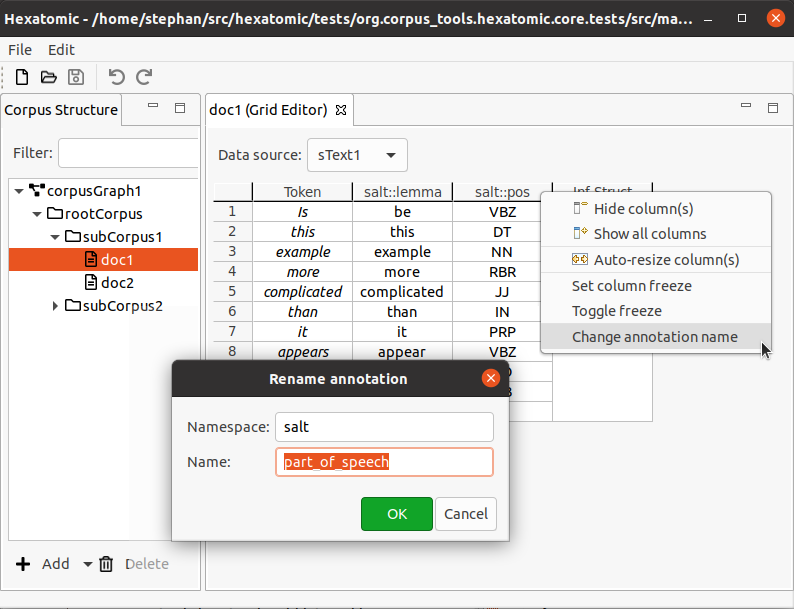 Hexatomic - /home/stephan/src/hexatomic/tests/org.corpus_tools.hexatomic.core.tests/src/ma...
File Edit
Corpus Structure
doc1 (Grid Editor)
Filter:
Data source: sText1
corpusGraph1
rootCorpus
subCorpus1
doc1
doc2
subCorpus2
Token salt::lemma salt::pos Inf-Struct
1 Is be VBZ
2 this this DT
3 example example NN
4 more more RBR
5 complicated complicated JJ
6 than than IN
7 it it PRP
8 appears appear VBZ
Hide column(s)
Show all columns
Auto-resize column(s)
Set column freeze
Toggle freeze
Change annotation name
Rename annotation
Namespace: salt
Name: part_of_speech
OK Cancel
Add Delete